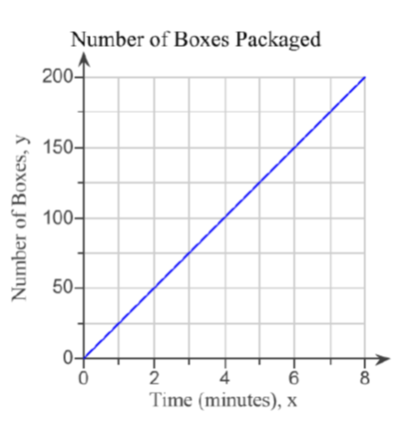 Number of Boxes Packaged
Number of Boxes, y
200
150
100
50
0
0 2 4 6 8
Time (minutes), x